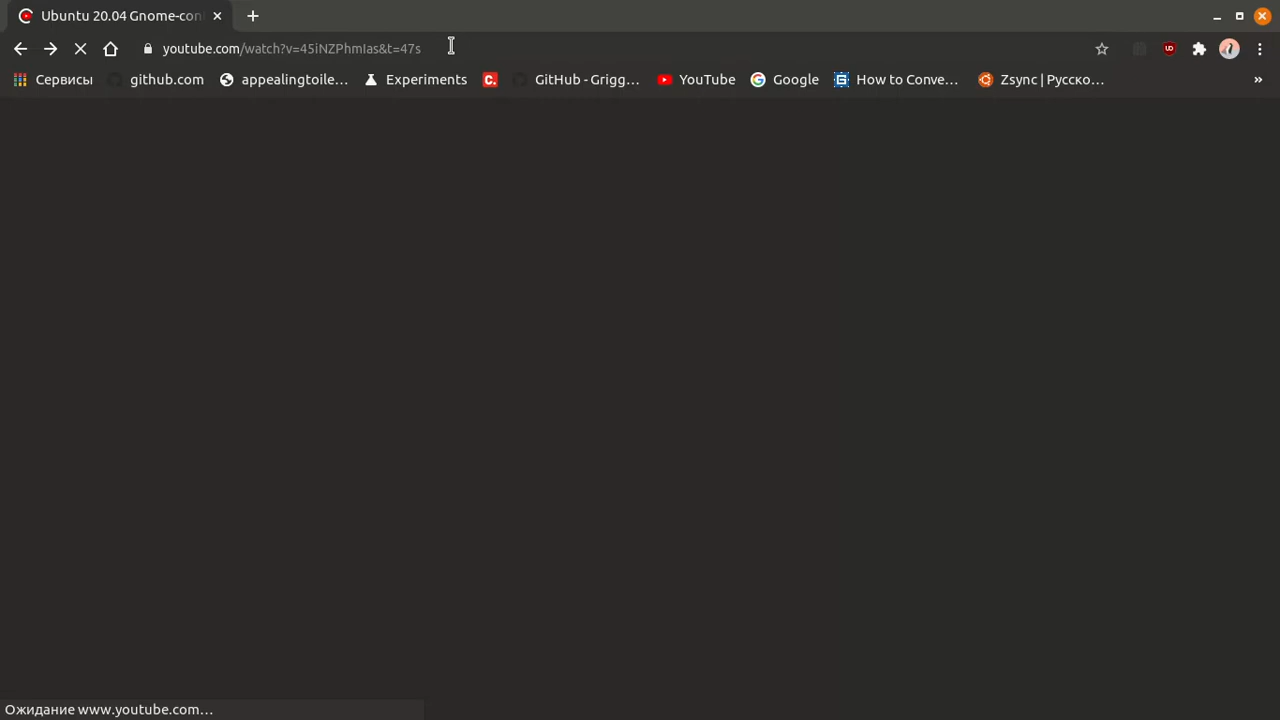 Ubuntu 20.04 Gnome-con
youtube.com/watch?v=45iNZPhmIas&t=47s
Сервисы github.com appealingtoile... Experiments C. GitHub - Grigg... YouTube Google How to Conve... Zsync | Русско...
Ожидание www.youtube.com...